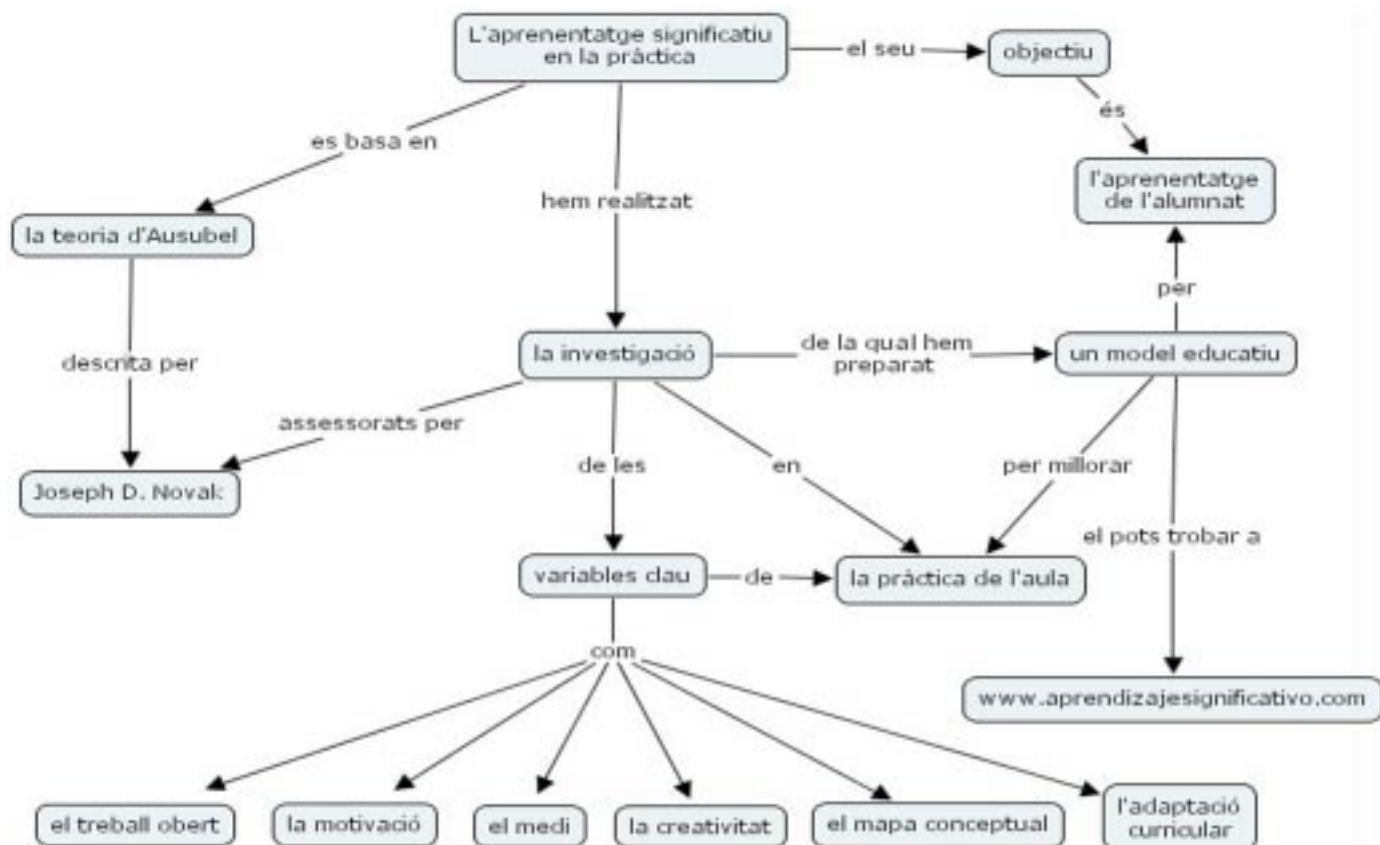 L'aprenentatge significatiu
en la pràctica
el seu
objectiu
és
es basa en
l'aprenentatge
de l'alumnat
hem realitzat
la teoria d'Ausubel
per
descrita per
la investigació
de la qual hem
preparat
un model educatiu
assessorats per
de les
en
per millorar
Joseph D. Novak
el pots trobar a
variables clau
de
la pràctica de l'aula
com
www.aprendizajesignificativo.com
el treball obert
la motivació
el medi
la creativitat
el mapa conceptual
l'adaptació
curricular